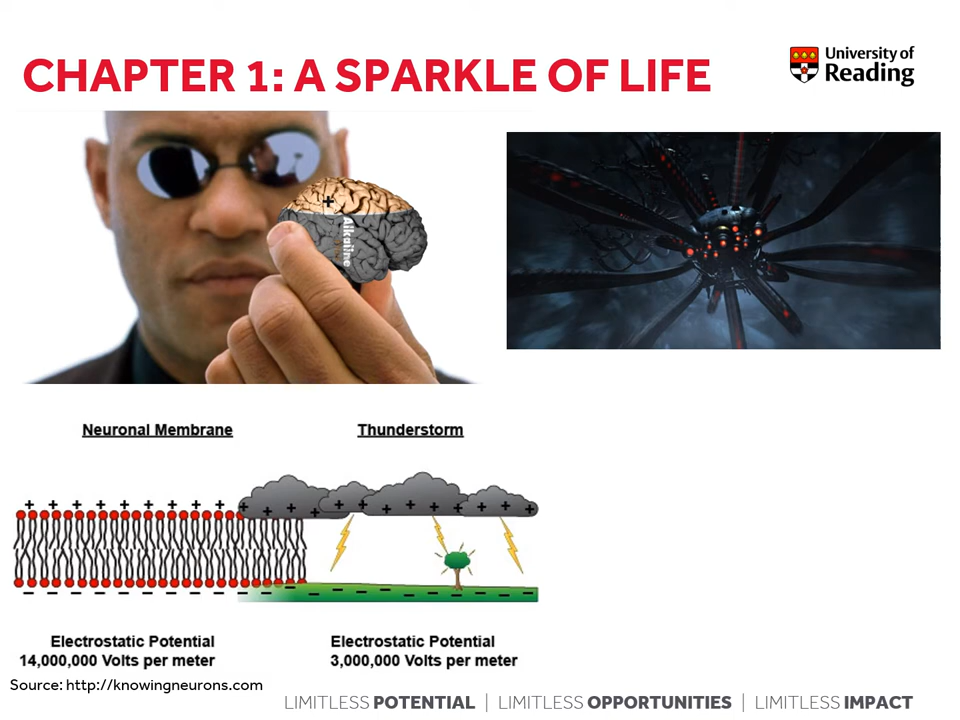 CHAPTER 1: A SPARKLE OF LIFE
University of
Reading
+
Alkaline
Neuronal Membrane
Thunderstorm
+ + + + + + + + + + + + + + + + +
- - - - - - - - - - - - - - - - - - - -
Electrostatic Potential
14,000,000 Volts per meter
Electrostatic Potential
3,000,000 Volts per meter
Source: http://knowingneurons.com
LIMITLESS POTENTIAL | LIMITLESS OPPORTUNITIES | LIMITLESS IMPACT